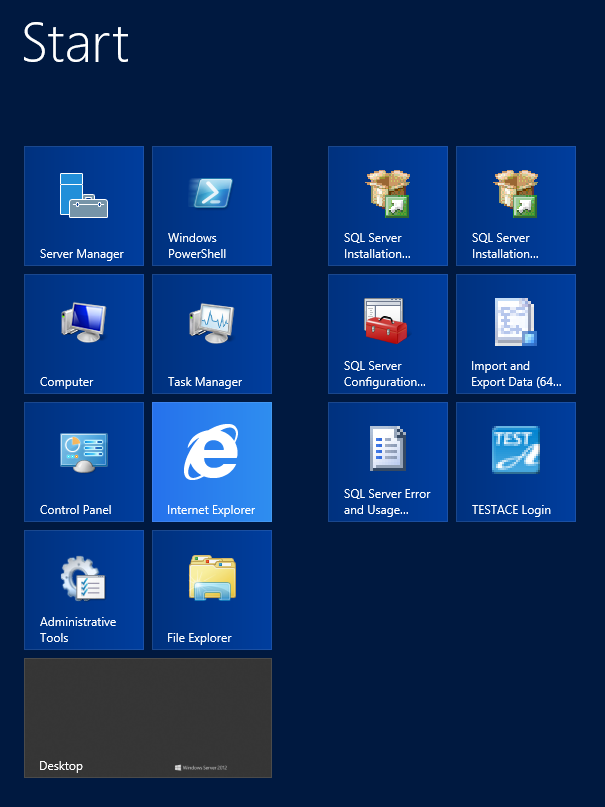 Start
Server Manager
Windows
PowerShell
SQL Server
Installation...
SQL Server
Installation...
Computer
Task Manager
SQL Server
Configuration...
Import and
Export Data (64...
Control Panel
Internet Explorer
SQL Server Error
and Usage...
TEST
TESTACE Login
Administrative
Tools
File Explorer
Desktop
Windows Server 2012